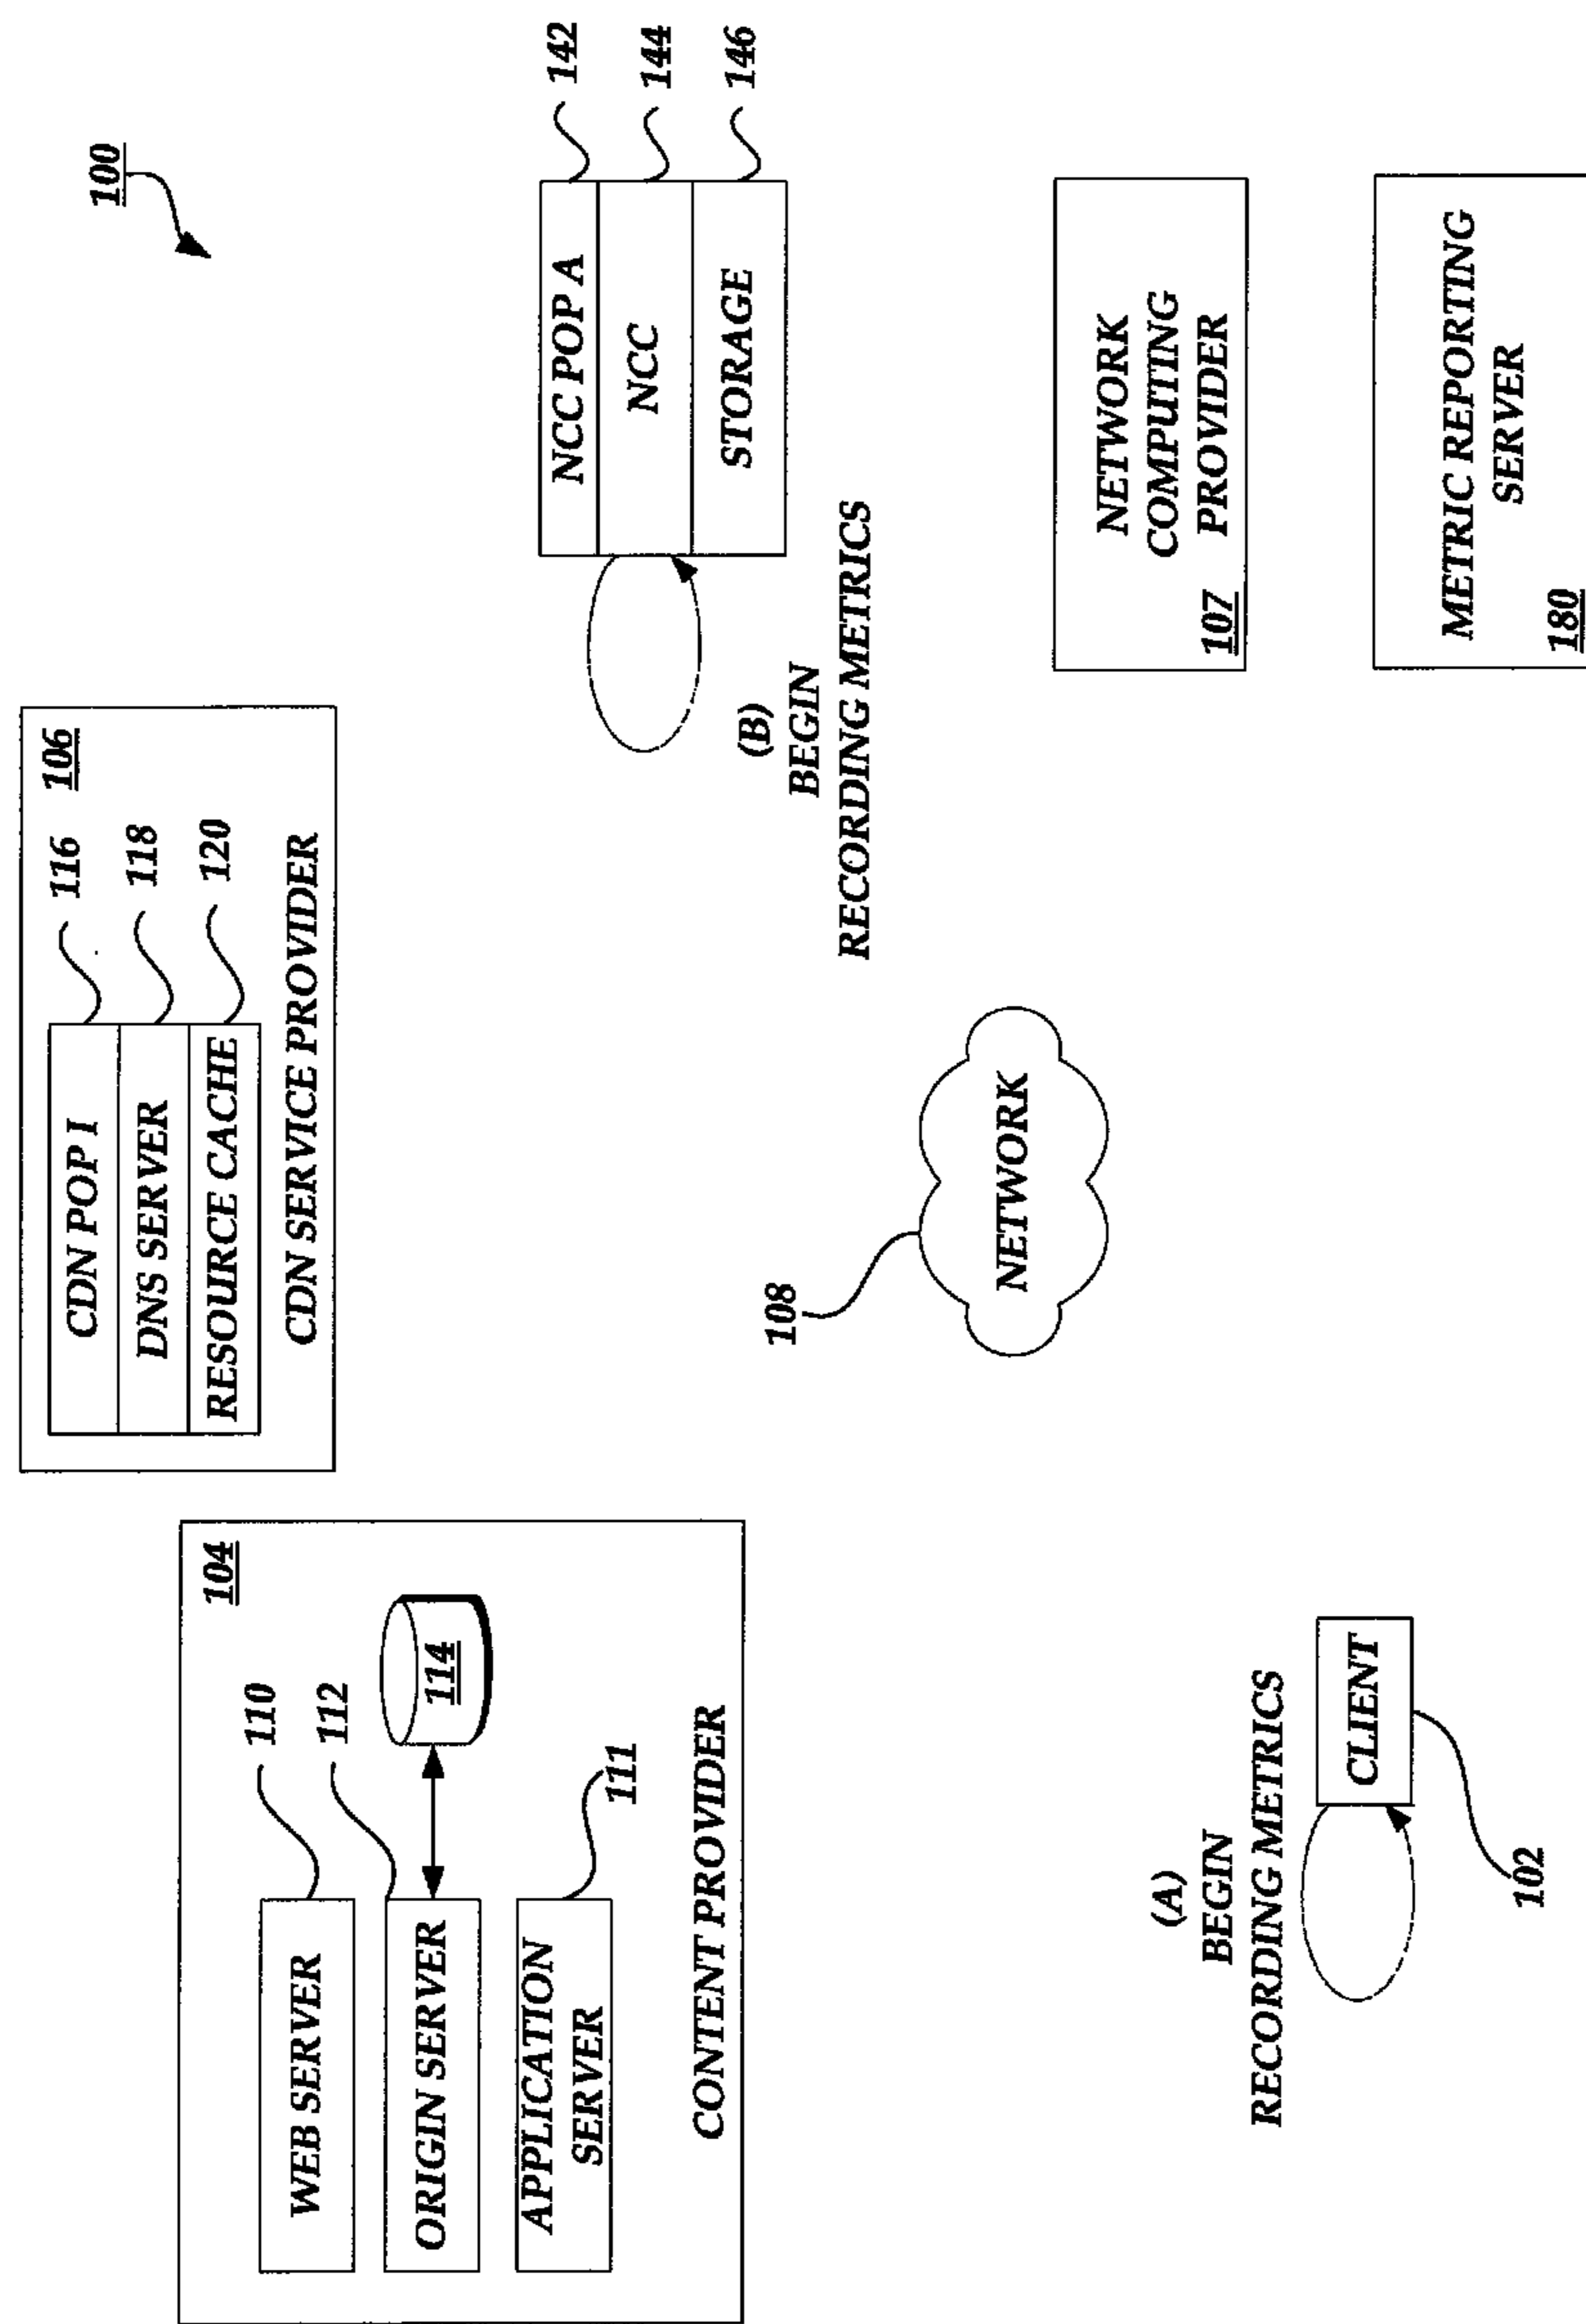 100
106
CDN POP I
116
DNS SERVER
118
RESOURCE CACHE
120
CDN SERVICE PROVIDER
104
WEB SERVER
110
ORIGIN SERVER
112
114
APPLICATION
SERVER
111
CONTENT PROVIDER
NCC POP A
142
NCC
144
STORAGE
146
(B)
BEGIN
RECORDING METRICS
108
NETWORK
NETWORK
COMPUTING
PROVIDER
107
(A)
BEGIN
RECORDING METRICS
CLIENT
102
METRIC REPORTING
SERVER
180